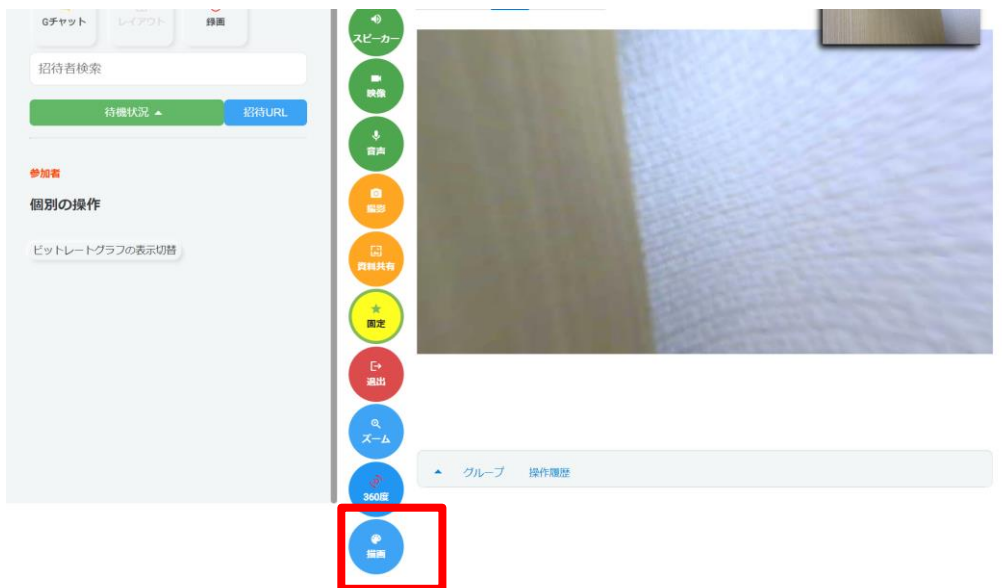 Gチャット
レイアウト
録画
招待者検索
待機状況
招待URL
参加者
個別の操作
ビットレートグラフの表示切替
スピーカー
映像
音声
撮影
資料共有
固定
退出
ズーム
360度
描画
グループ
操作履歴